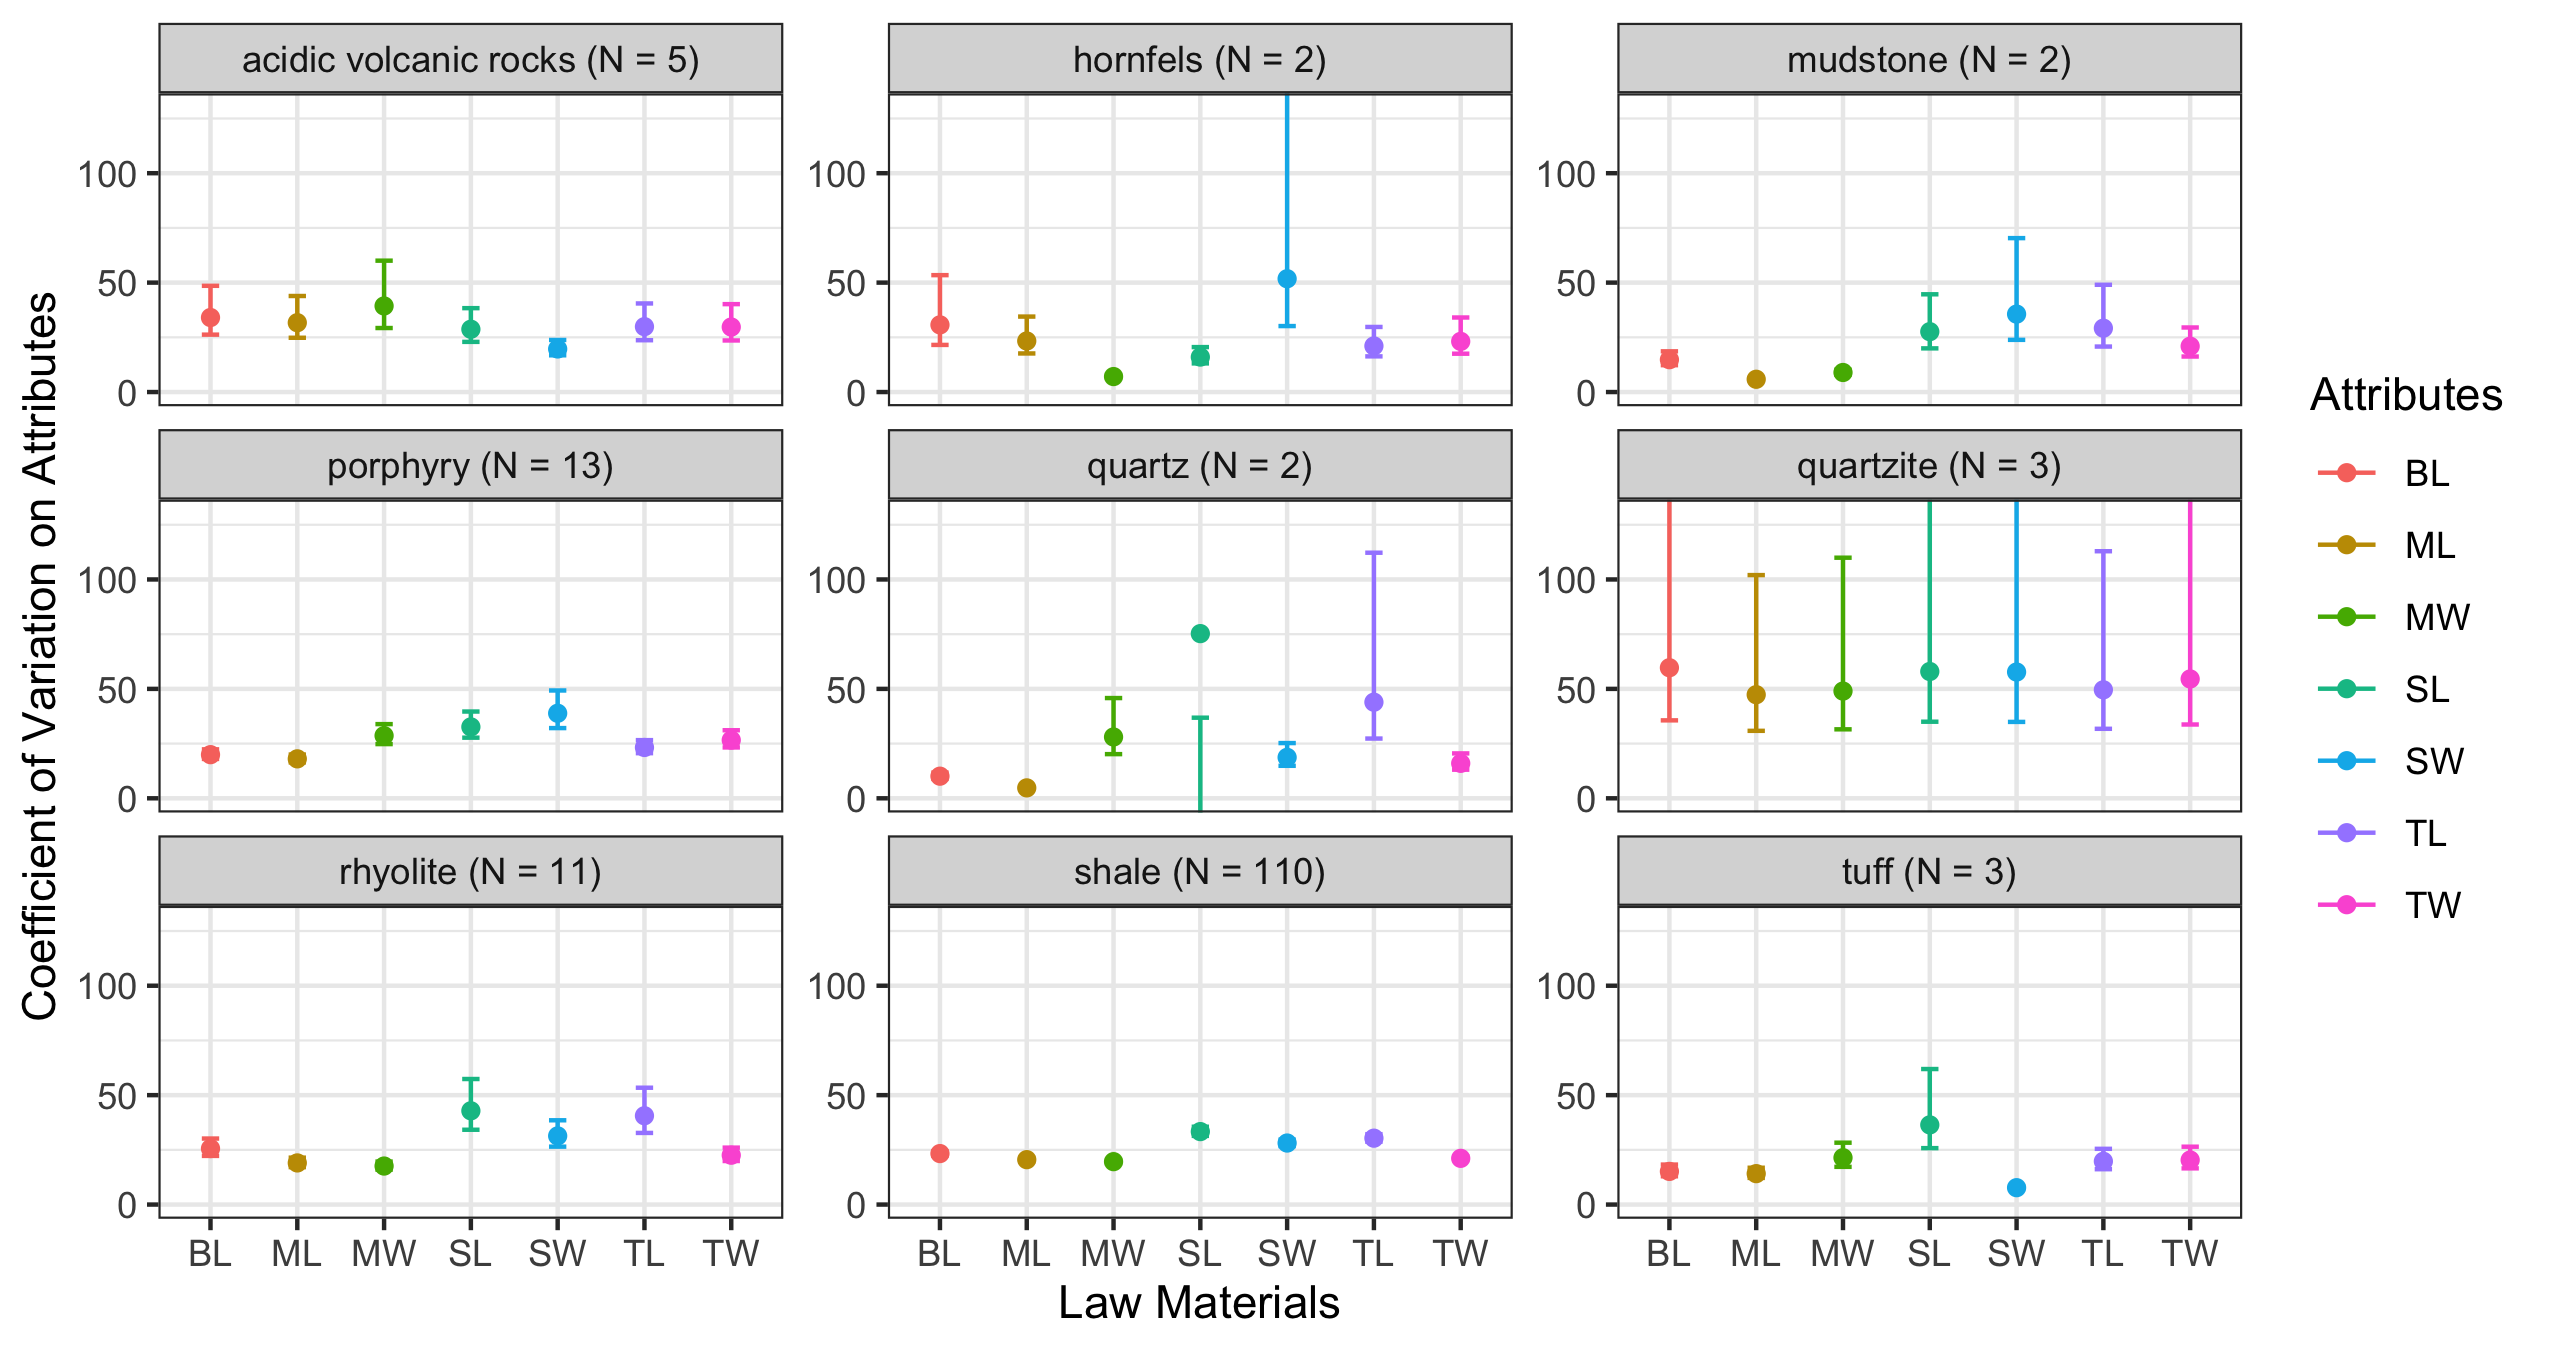 acidic volcanic rocks (N = 5)
hornfels (N = 2)
mudstone (N = 2)
100
50
0
100
50
0
100
50
0
porphyry (N = 13)
quartz (N = 2)
quartzite (N = 3)
100
50
0
100
50
0
100
50
0
rhyolite (N = 11)
shale (N = 110)
tuff (N = 3)
100
50
0
100
50
0
100
50
0
BL ML MW SL SW TL TW
BL ML MW SL SW TL TW
BL ML MW SL SW TL TW
Law Materials
Coefficient of Variation on Attributes
Attributes
BL
ML
MW
SL
SW
TL
TW